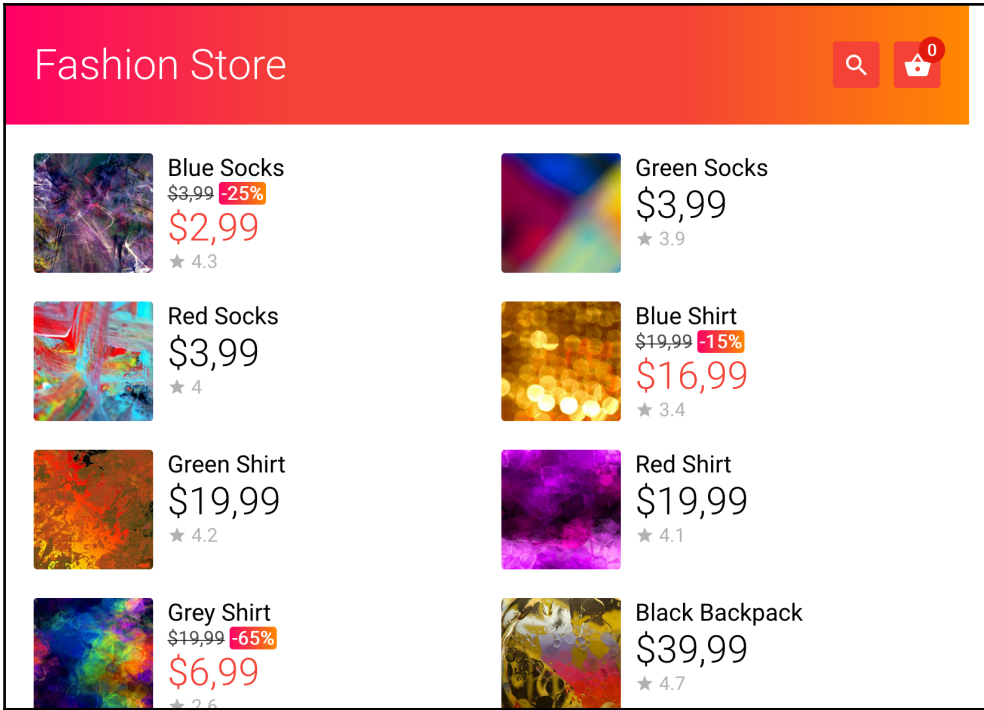 Fashion Store
0
Blue Socks
$3,99 -25%
$2,99
★ 4.3
Green Socks
$3,99
★ 3.9
Red Socks
$3,99
★ 4
Blue Shirt
$19,99 -15%
$16,99
★ 3.4
Green Shirt
$19,99
★ 4.2
Red Shirt
$19,99
★ 4.1
Grey Shirt
$19,99 -65%
$6,99
★ 2.6
Black Backpack
$39,99
★ 4.7